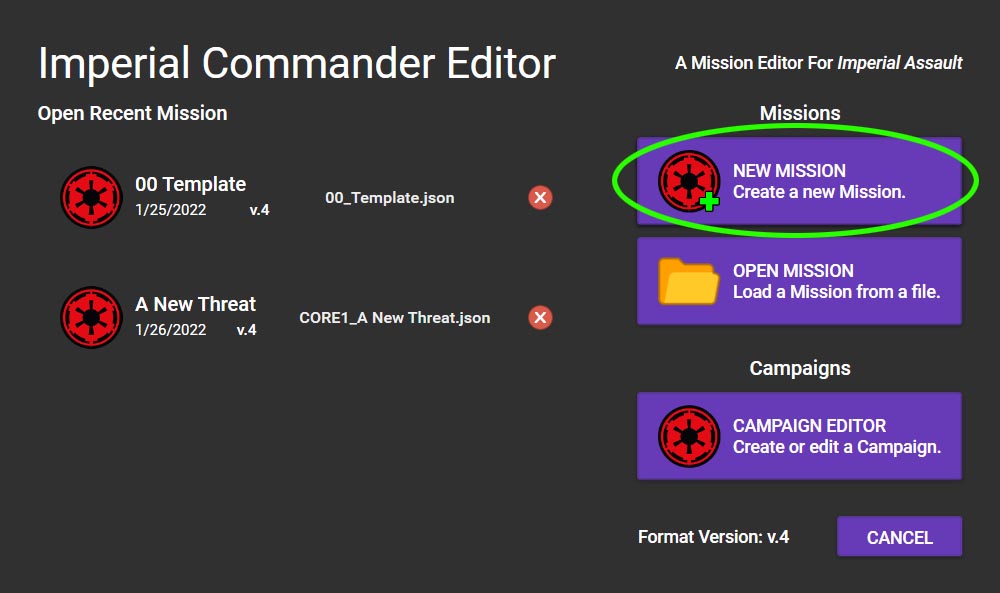 Imperial Commander Editor
A Mission Editor For Imperial Assault
Open Recent Mission
00 Template
1/25/2022 v.4
00_Template.json
A New Threat
1/26/2022 v.4
CORE1_A New Threat.json
Missions
NEW MISSION
Create a new Mission.
OPEN MISSION
Load a Mission from a file.
Campaigns
CAMPAIGN EDITOR
Create or edit a Campaign.
Format Version: v.4
CANCEL